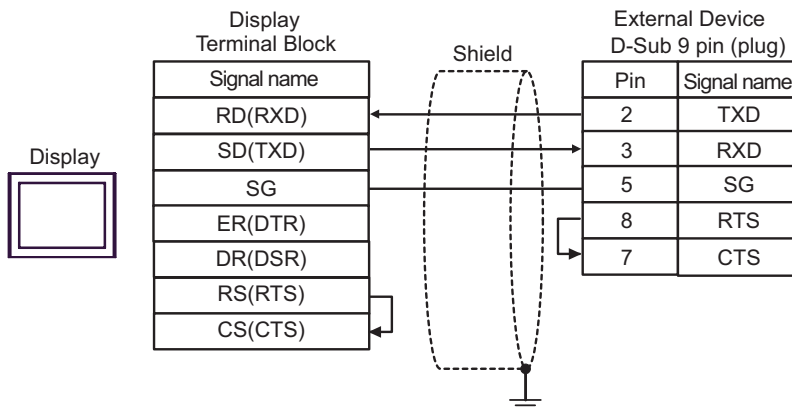 Display
Terminal Block
Shield
External Device
D-Sub 9 pin (plug)
Signal name
Pin Signal name
RD(RXD) 2 TXD
SD(TXD) 3 RXD
SG 5 SG
ER(DTR) 8 RTS
DR(DSR) 7 CTS
RS(RTS)
CS(CTS)
Display